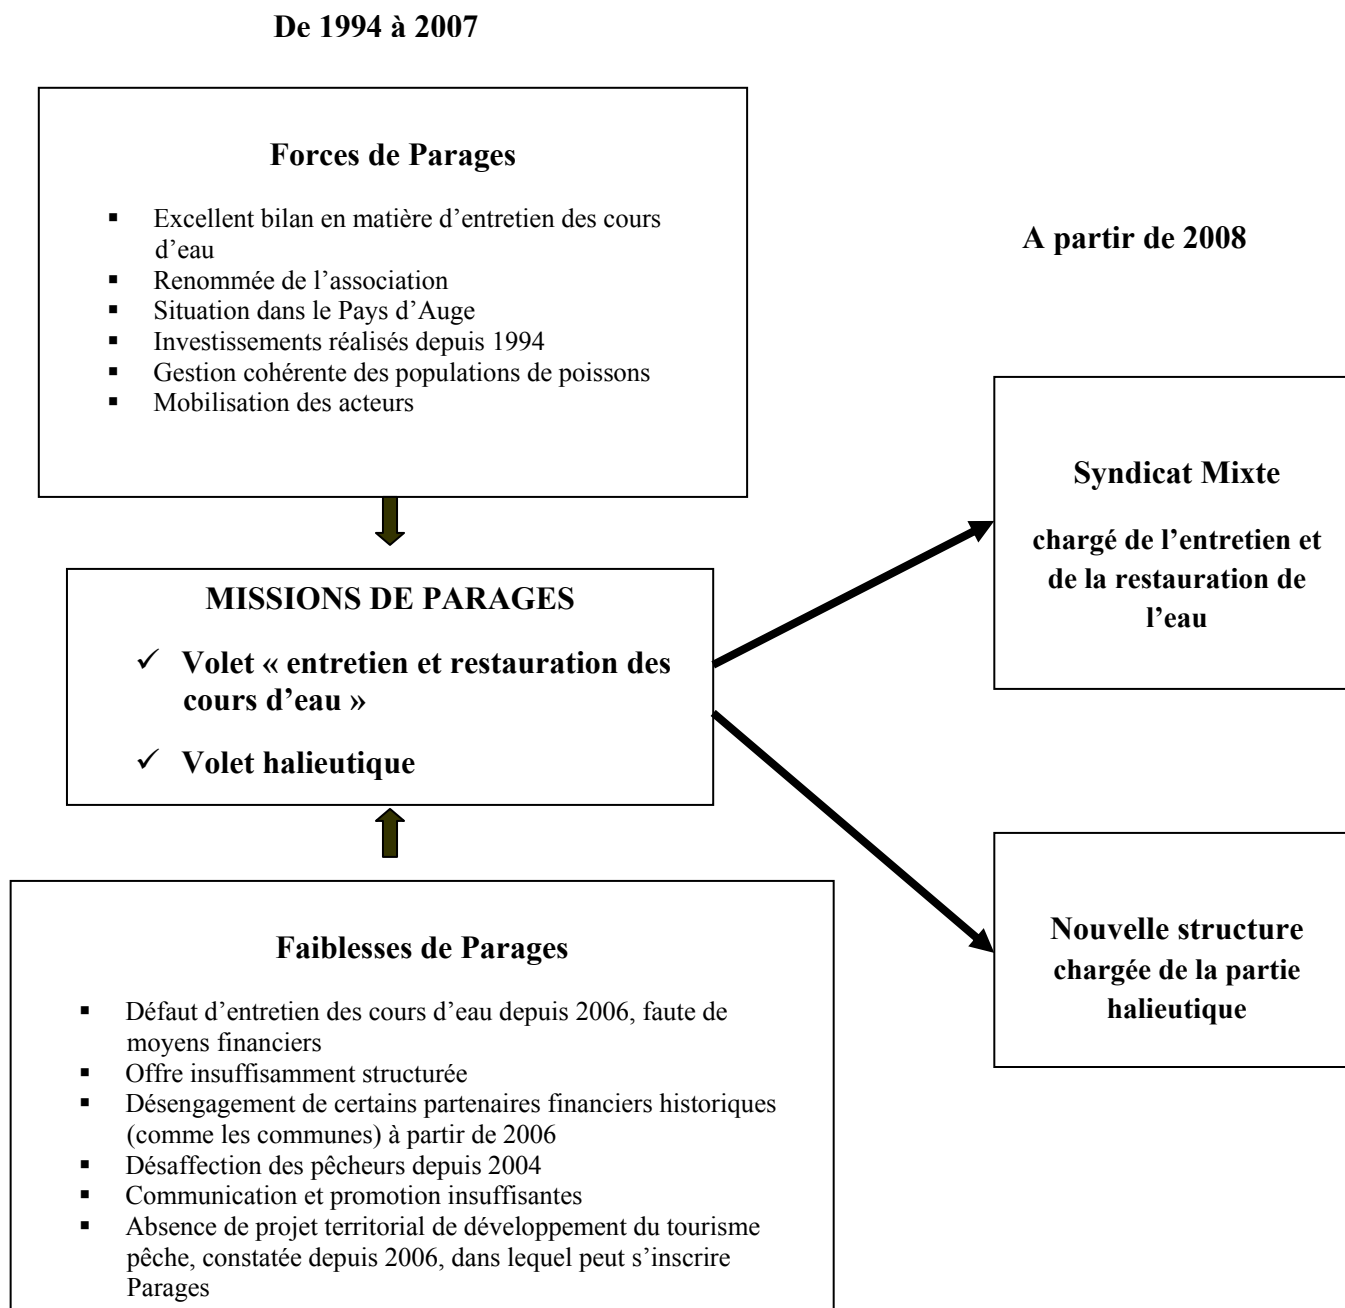 De 1994 à 2007
Forces de Parages
▪ Excellent bilan en matière d’entretien des cours
d’eau
▪ Renommée de l’association
▪ Situation dans le Pays d’Auge
▪ Investissements réalisés depuis 1994
▪ Gestion cohérente des populations de poissons
▪ Mobilisation des acteurs
MISSIONS DE PARAGES
✓ Volet « entretien et restauration des
cours d’eau »
✓ Volet halieutique
Faiblesses de Parages
▪ Défaut d’entretien des cours d’eau depuis 2006, faute de
moyens financiers
▪ Offre insuffisamment structurée
▪ Désengagement de certains partenaires financiers historiques
(comme les communes) à partir de 2006
▪ Désaffection des pêcheurs depuis 2004
▪ Communication et promotion insuffisantes
▪ Absence de projet territorial de développement du tourisme
pêche, constatée depuis 2006, dans lequel peut s’inscrire
Parages
A partir de 2008
Syndicat Mixte
chargé de l’entretien et
de la restauration de
l’eau
Nouvelle structure
chargée de la partie
halieutique